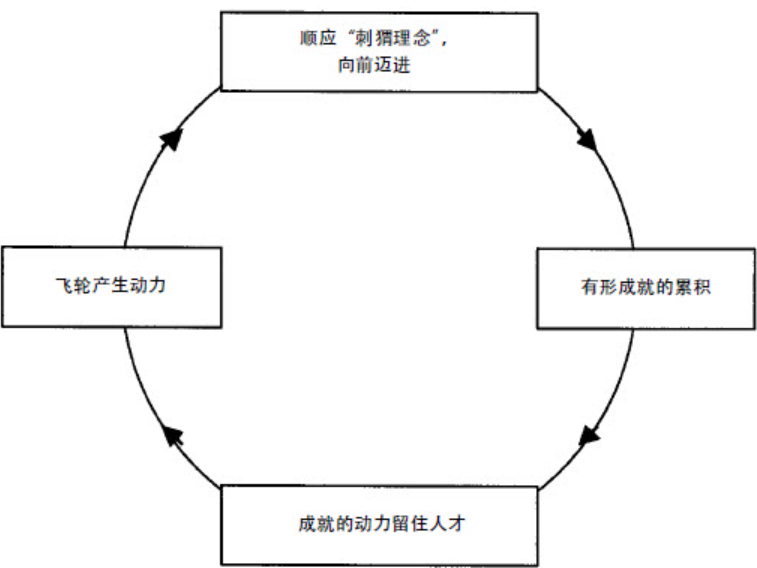 顺应“刺猬理念”，
向前迈进
飞轮产生动力
有形成就的累积
成就的动力留住人才